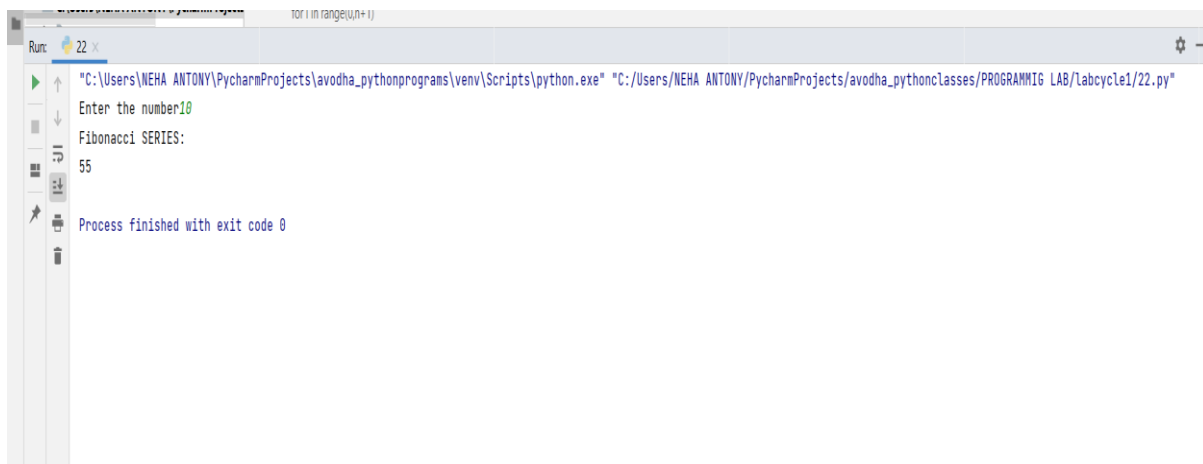 for i in range(0,n+1)
Run: 22 ×
"C:\Users\NEHA ANTONY\PycharmProjects\avodha_pythonprograms\venv\Scripts\python.exe" "C:/Users/NEHA ANTONY/PycharmProjects/avodha_pythonclasses/PROGRAMMIG LAB/labcycle1/22.py"
Enter the number10
Fibonacci SERIES:
55
Process finished with exit code 0